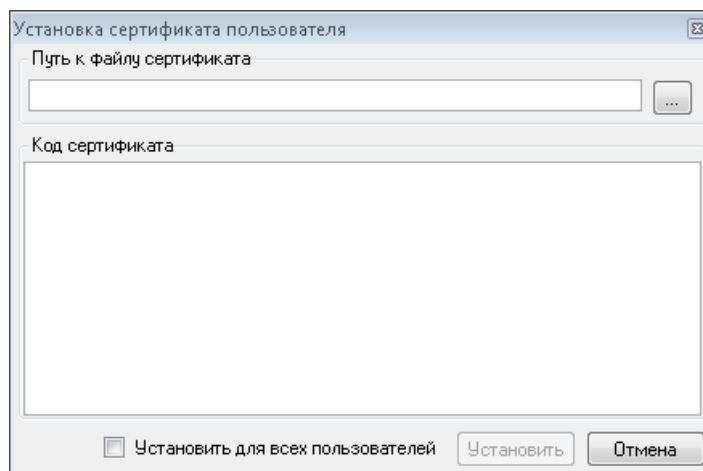 Установка сертификата пользователя
Путь к файлу сертификата
...
Код сертификата
Установить для всех пользователей Установить Отмена